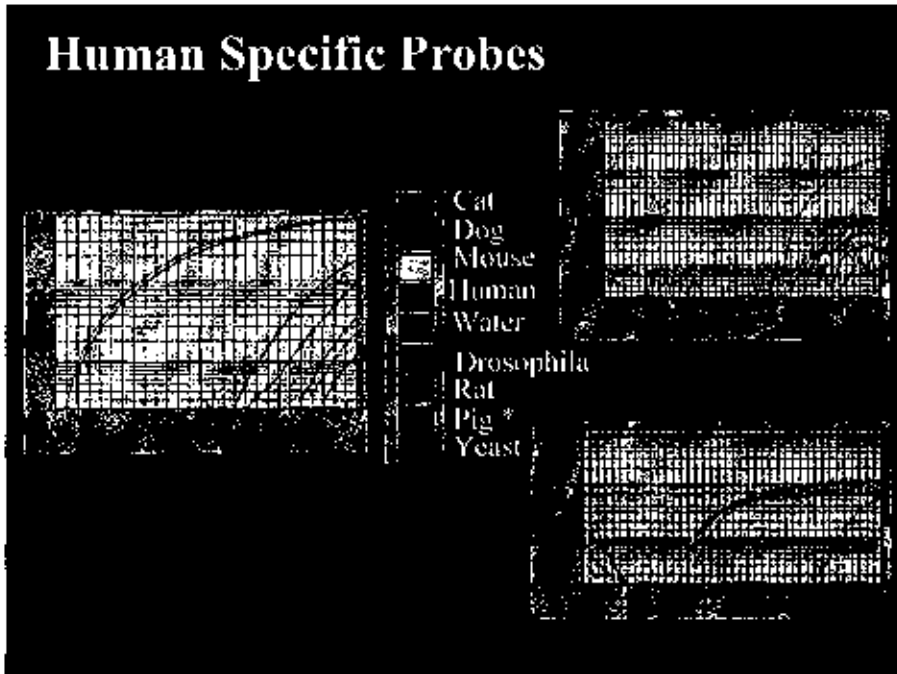 Human Specific Probes
Cat
Dog
Mouse
Human
Water
Drosophila
Rat
Pig *
Yeast